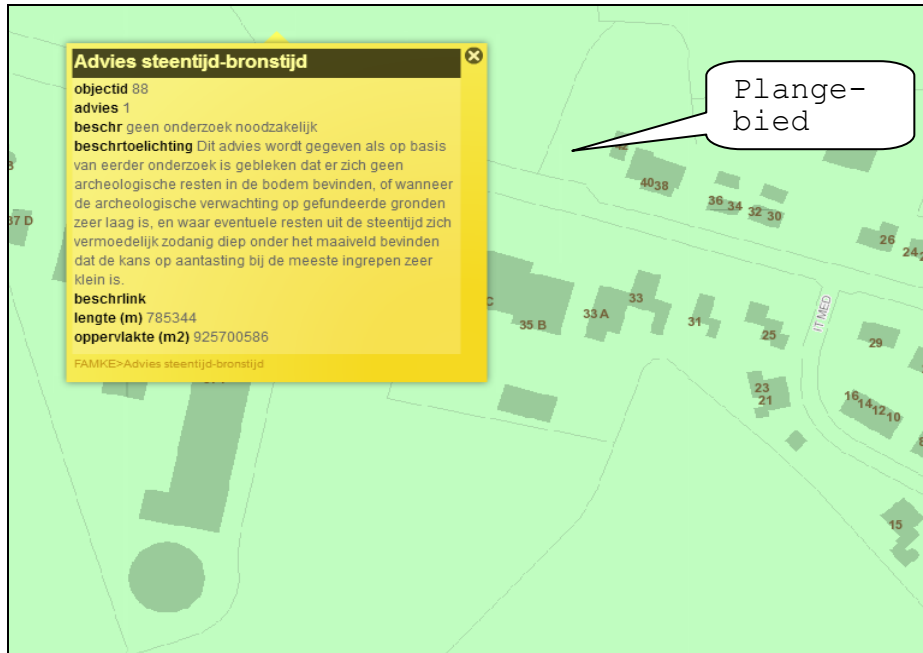 Advies steentijd-bronstijd
objectid 88
advies 1
beschr geen onderzoek noodzakelijk
beschrtoelichting Dit advies wordt gegeven als op basis
van eerder onderzoek is gebleken dat er zich geen
archeologische resten in de bodem bevinden, of wanneer
de archeologische verwachting op gefundeerde gronden
zeer laag is, en waar eventuele resten uit de steentijd zich
vermoedelijk zodanig diep onder het maaiveld bevinden
dat de kans op aantasting bij de meeste ingrepen zeer
klein is.
beschrlink
lengte (m) 785344
oppervlakte (m2) 925700586
FAMKE>Advies steentijd-bronstijd
Plange-
bied
37 D
40 38
36 34 32 30
26
24
C
35 B
33 A
33
31
25
IT MED
29
23
21
16 14 12 10
15